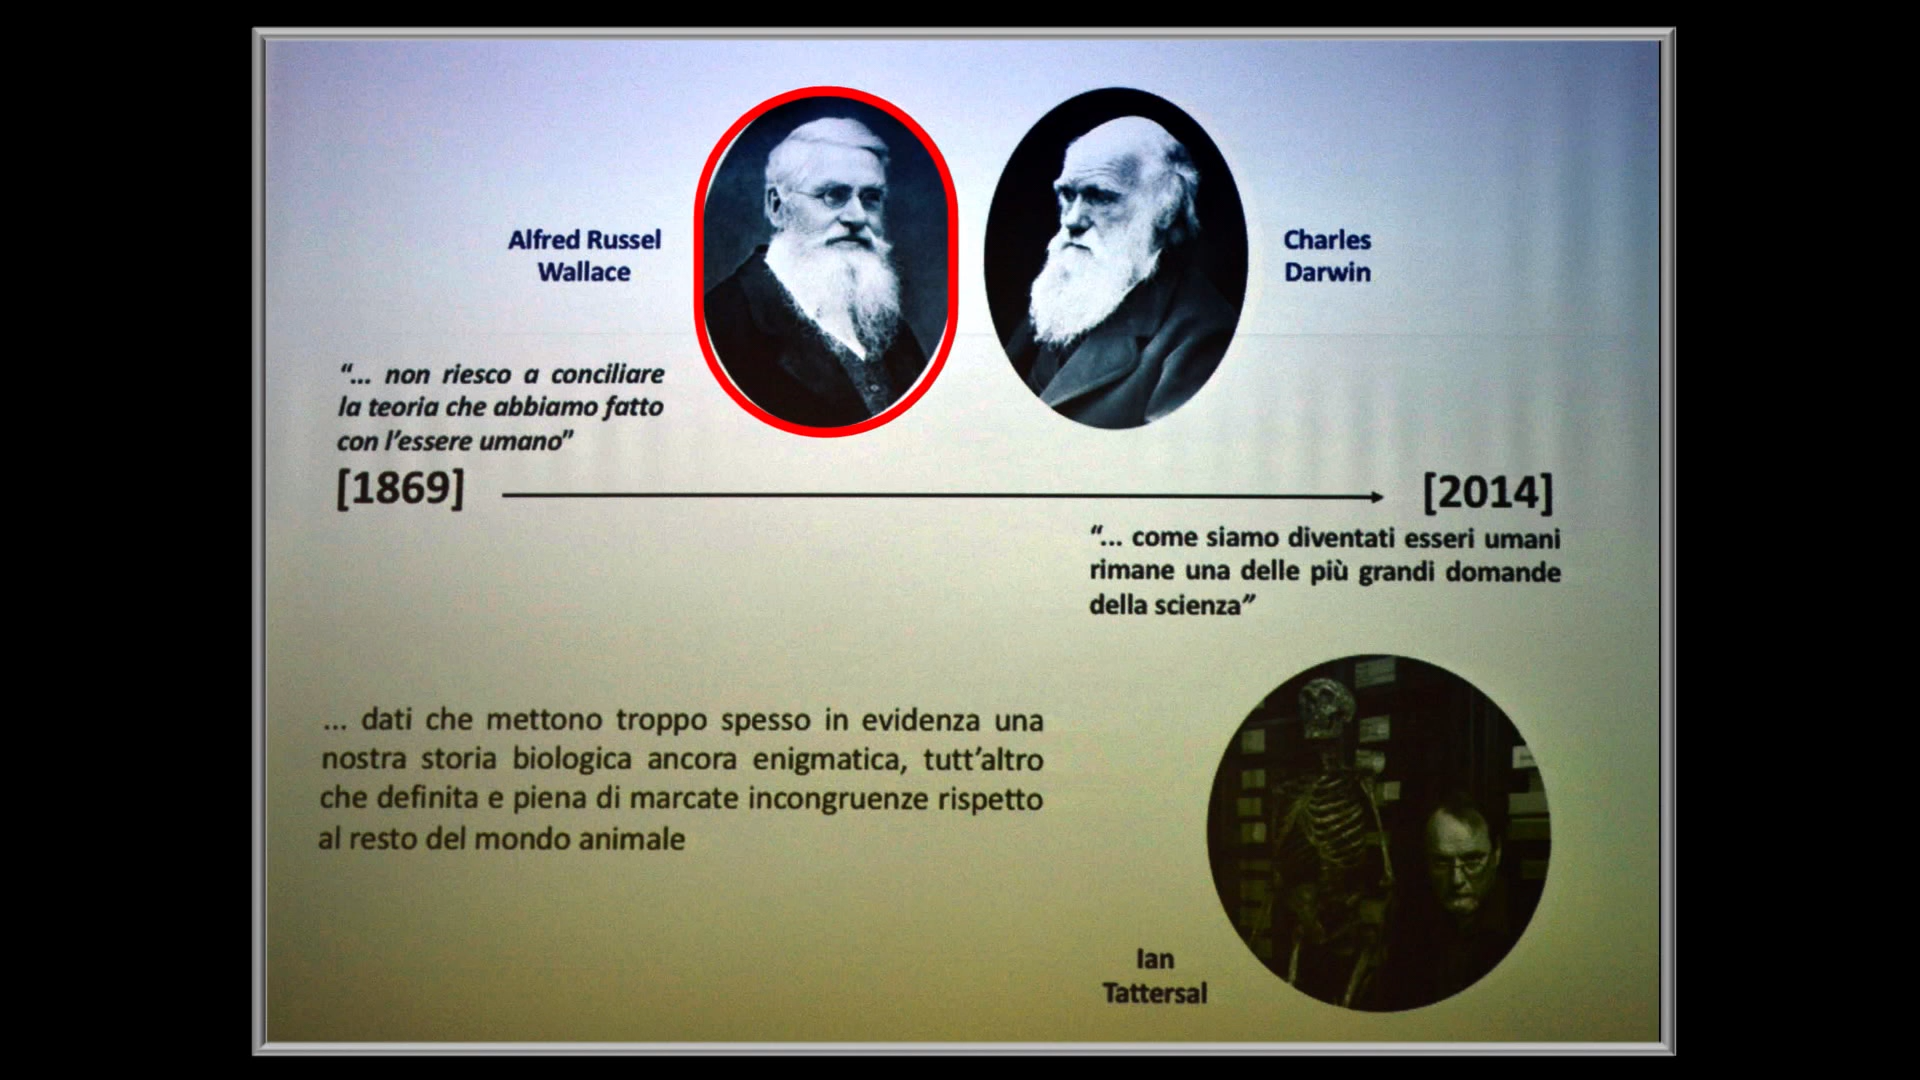 Alfred Russel
Wallace
Charles
Darwin
“... non riesco a conciliare
la teoria che abbiamo fatto
con l’essere umano”
[1869]
[2014]
“... come siamo diventati esseri umani
rimane una delle più grandi domande
della scienza”
... dati che mettono troppo spesso in evidenza una
nostra storia biologica ancora enigmatica, tutt’altro
che definita e piena di marcate incongruenze rispetto
al resto del mondo animale
Ian
Tattersal